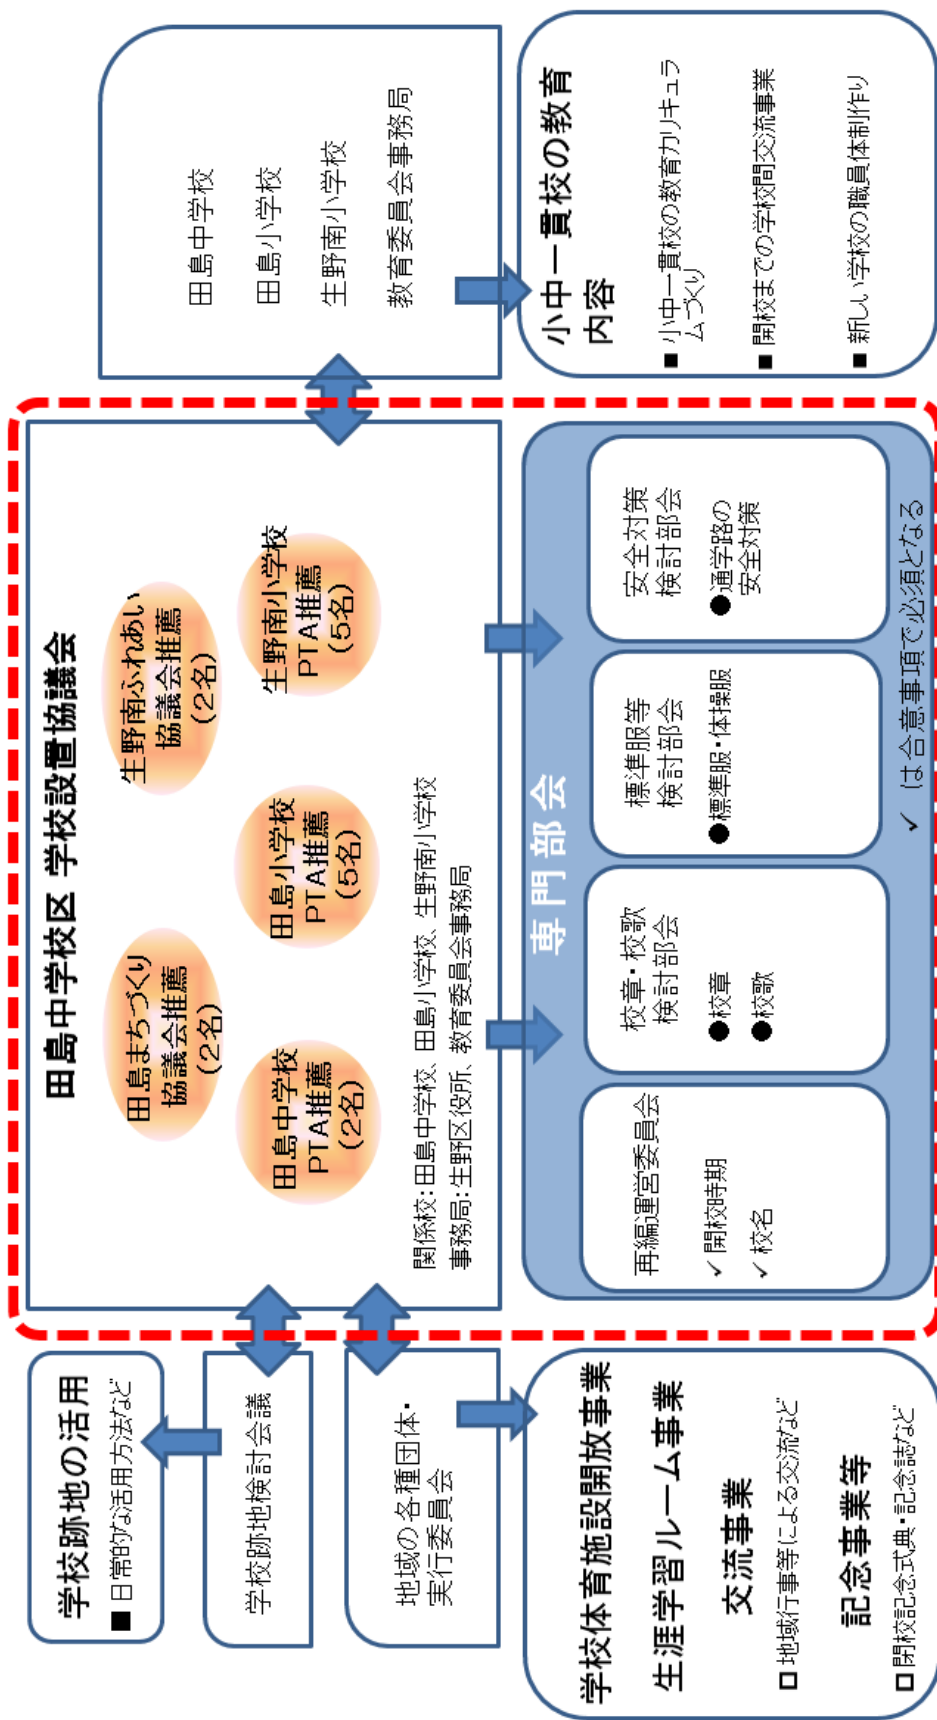 学校跡地の活用
■ 日常的な活用方法など
学校跡地検討会議
地域の各種団体・
実行委員会
学校体育施設開放事業
生涯学習ルーム事業
交流事業
□ 地域行事等による交流など
記念事業等
□ 閉校記念式典・記念誌など
田島中学校区 学校設置協議会
田島まちづくり
協議会推薦
(2名)
生野南ふれあい
協議会推薦
(2名)
田島中学校
PTA推薦
(2名)
田島小学校
PTA推薦
(5名)
生野南小学校
PTA推薦
(5名)
関係校:田島中学校、田島小学校、生野南小学校
事務局:生野区役所、教育委員会事務局
専門部会
再編運営委員会
✓ 開校時期
✓ 校名
校章・校歌
検討部会
●校章
●校歌
標準服等
検討部会
●標準服・体操服
安全対策
検討部会
●通学路の
安全対策
✓ は合意事項で必須となる
田島中学校
田島小学校
生野南小学校
教育委員会事務局
小中一貫校の教育
内容
■ 小中一貫校の教育カリキュラ
ムづくり
■ 開校までの学校間交流事業
■ 新しい学校の職員体制作り